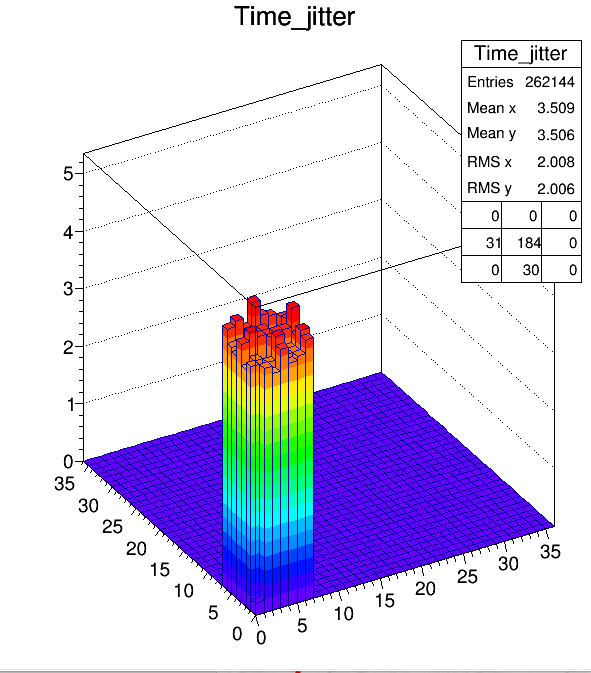 Time_jitter
Time_jitter
Entries 262144
Mean x 3.509
Mean y 3.506
RMS x 2.008
RMS y 2.006
0 0 0
31 184 0
0 30 0
5
4
3
2
1
0
35
30
25
20
15
10
5
0
0
5
10
15
20
25
30
35